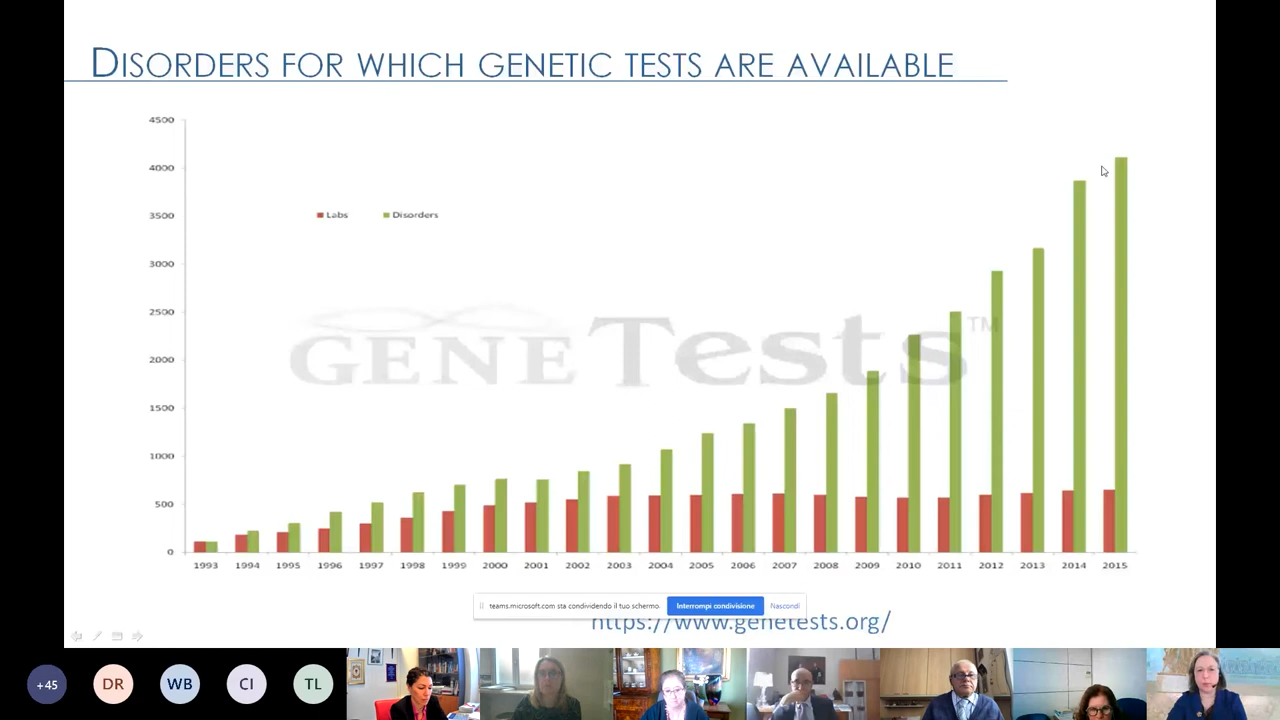 DISORDERS FOR WHICH GENETIC TESTS ARE AVAILABLE
4500
4000
3500
3000
2500
2000
1500
1000
500
0
Labs Disorders
GENETests™
1993 1994 1995 1996 1997 1998 1999 2000 2001 2002 2003 2004 2005 2006 2007 2008 2009 2010 2011 2012 2013 2014 2015
teams.microsoft.com sta condividendo il tuo schermo. Interrompi condivisione Nascondi
https://www.genetests.org/
+45 DR WB CI TL